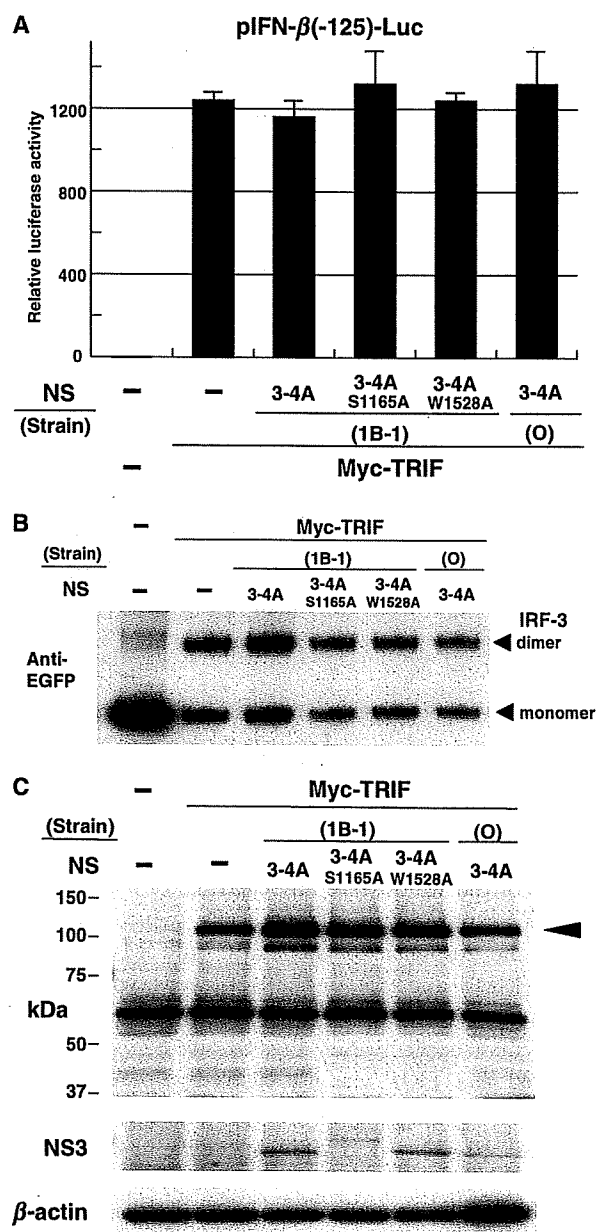 A
pIFN-β(-125)-Luc
Relative luciferase activity
1200
800
400
0
NS
– – 3-4A 3-4A 3-4A 3-4A
S1165A W1528A
(Strain)
(1B-1) (O)
– Myc-TRIF
B
– Myc-TRIF
(Strain) (1B-1) (O)
NS – – 3-4A 3-4A 3-4A 3-4A
S1165A W1528A
IRF-3
dimer
Anti-
EGFP
monomer
C
– Myc-TRIF
(Strain) (1B-1) (O)
NS – – 3-4A 3-4A 3-4A 3-4A
S1165A W1528A
150–
100–
75–
kDa
50–
37–
NS3
β-actin